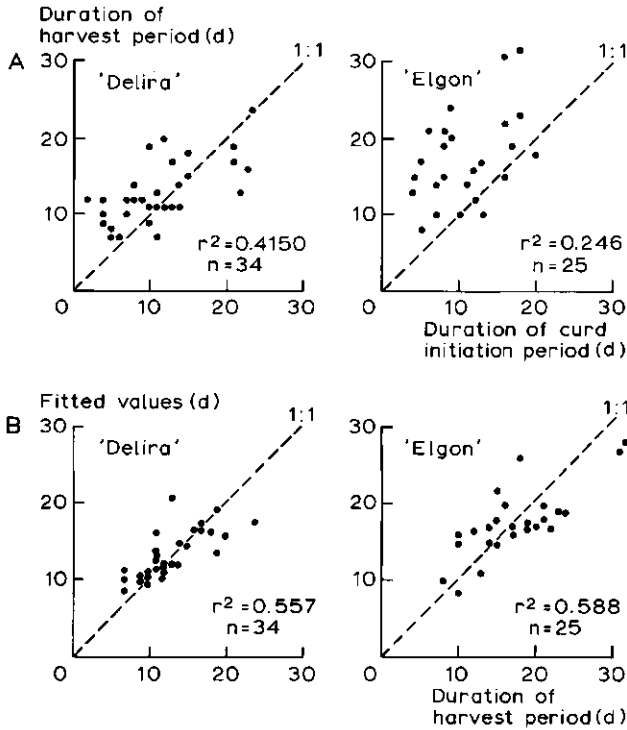 Duration of
harvest period (d)
A
'Delira'
1:1
30
20
10
0
10
20
30
r²=0.4150
n=34
'Elgon'
30
20
10
0
10
20
30
r²=0.246
n=25
Duration of curd
initiation period (d)
Fitted values (d)
B
'Delira'
1:1
30
20
10
0
10
20
30
r²=0.557
n=34
'Elgon'
1:1
30
20
10
0
10
20
30
r²=0.588
n=25
Duration of
harvest period (d)